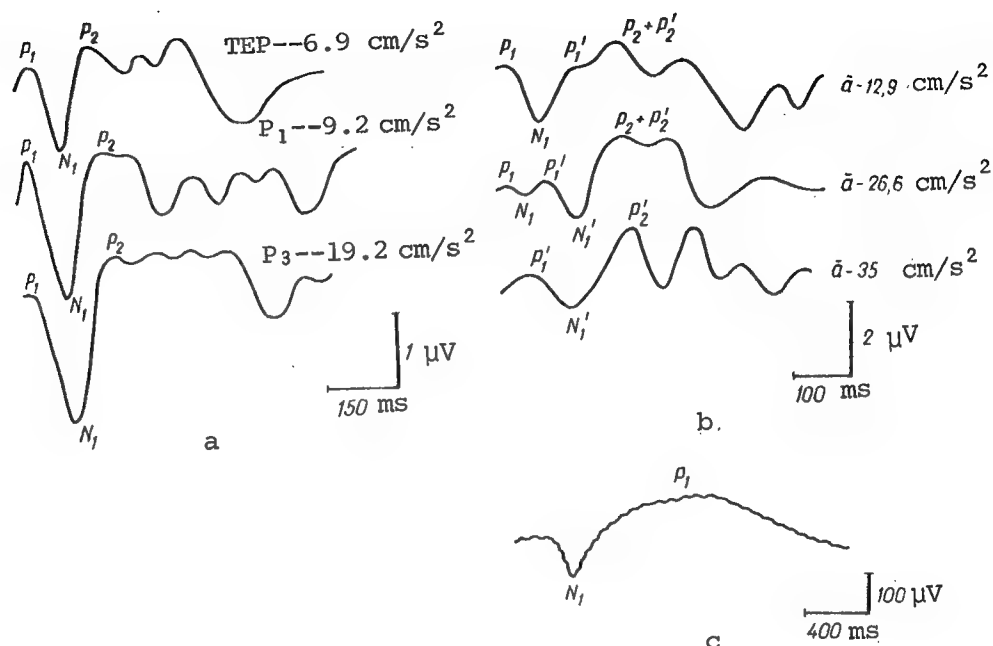 P₁ P₂ TEP--6.9 cm/s²
N₁ P₁--9.2 cm/s²
P₁ P₂
N₁ P₃--19.2 cm/s²
P₁ P₂
N₁
1 μV
150 ms
a
P₁ P₁' P₂+P₂'
N₁ ā-12,9 cm/s²
P₁ P₁' P₂+P₂'
N₁ N₁' ā-26,6 cm/s²
P₁' P₂'
N₁' ā-35 cm/s²
2 μV
100 ms
b.
P₁
N₁
100 μV
400 ms
c